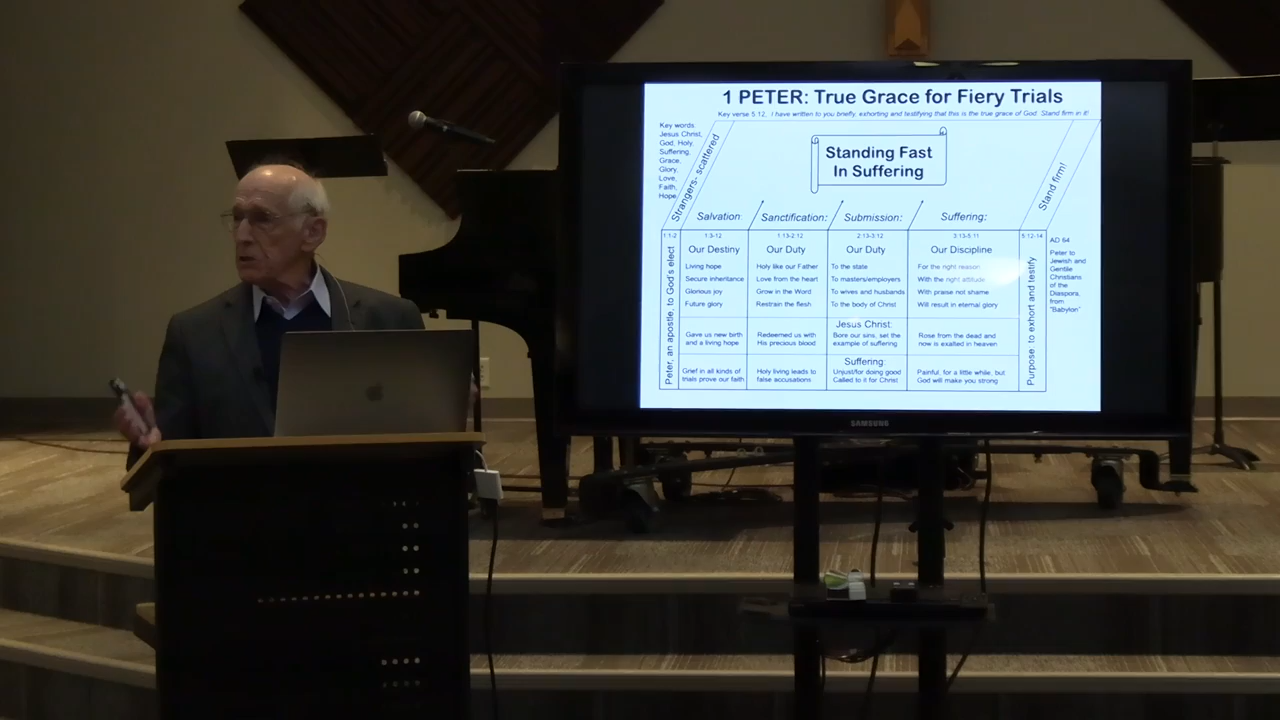 1 PETER: True Grace for Fiery Trials
Key verse 5:12, I have written to you briefly, exhorting and testifying that this is the true grace of God. Stand firm in it!
Key words:
Jesus Christ,
God, Holy,
Suffering,
Grace,
Glory,
Love,
Faith,
Hope
Strangers- scattered
Standing Fast
In Suffering
Stand firm!
Salvation:
Sanctification:
Submission:
Suffering:
1:1-2
1:3-12
1:13-2:12
2:13-3:12
3:13-5:11
5:12-14
Peter, an apostle, to God's elect
Our Destiny
Living hope
Secure inheritance
Glorious joy
Future glory
Our Duty
Holy like our Father
Love from the heart
Grow in the Word
Restrain the flesh
Our Duty
To the state
To masters/employers
To wives and husbands
To the body of Christ
Our Discipline
For the right reason
With the right attitude
With praise not shame
Will result in eternal glory
Jesus Christ:
Gave us new birth
and a living hope
Redeemed us with
His precious blood
Bore our sins, set the
example of suffering
Rose from the dead and
now is exalted in heaven
Suffering:
Grief in all kinds of
trials prove our faith
Holy living leads to
false accusations
Unjust/for doing good
Called to it for Christ
Painful, for a little while, but
God will make you strong
Purpose to exhort and testify
AD 64
Peter to
Jewish and
Gentile
Christians
of the
Diaspora,
from
"Babylon"
SAMSUNG